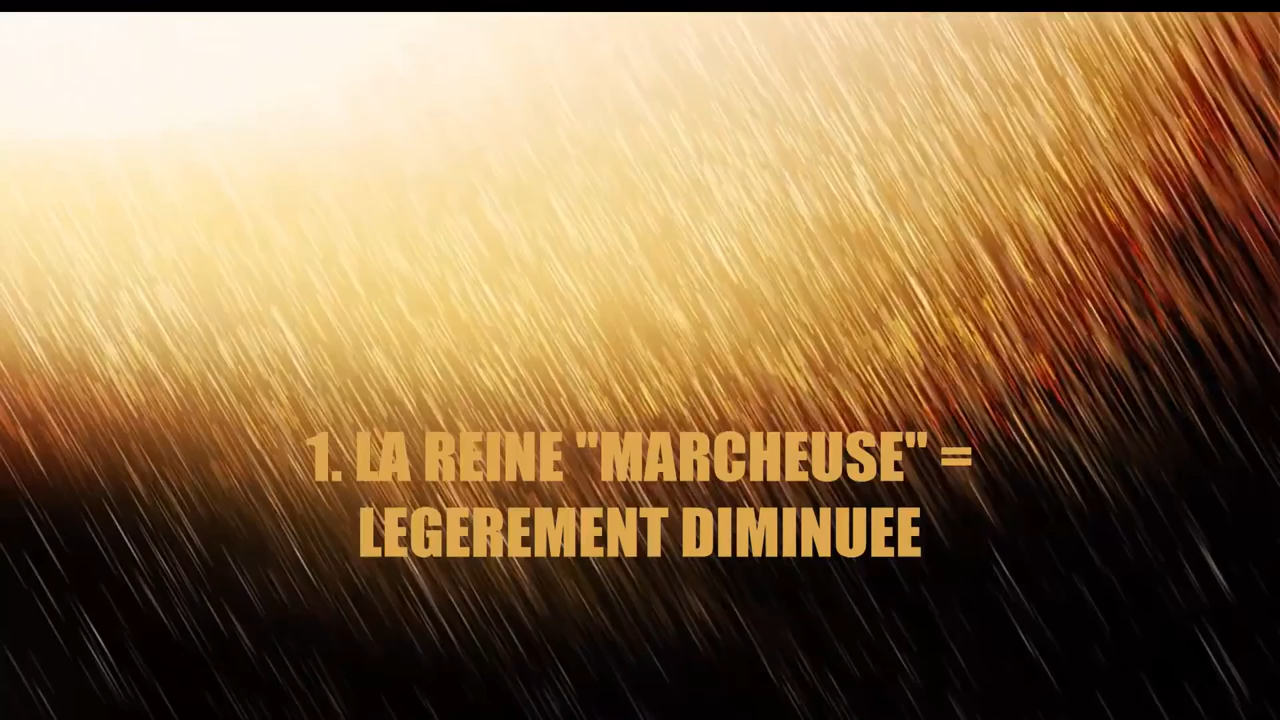 1. LA REINE "MARCHEUSE" =
LEGEREMENT DIMINUEE